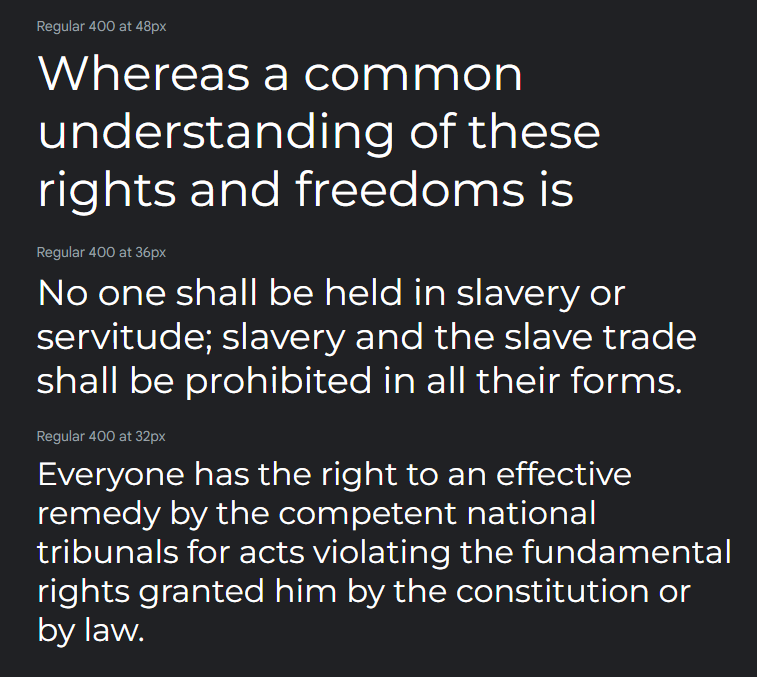 Regular 400 at 48px
Whereas a common
understanding of these
rights and freedoms is
Regular 400 at 36px
No one shall be held in slavery or
servitude; slavery and the slave trade
shall be prohibited in all their forms.
Regular 400 at 32px
Everyone has the right to an effective
remedy by the competent national
tribunals for acts violating the fundamental
rights granted him by the constitution or
by law.